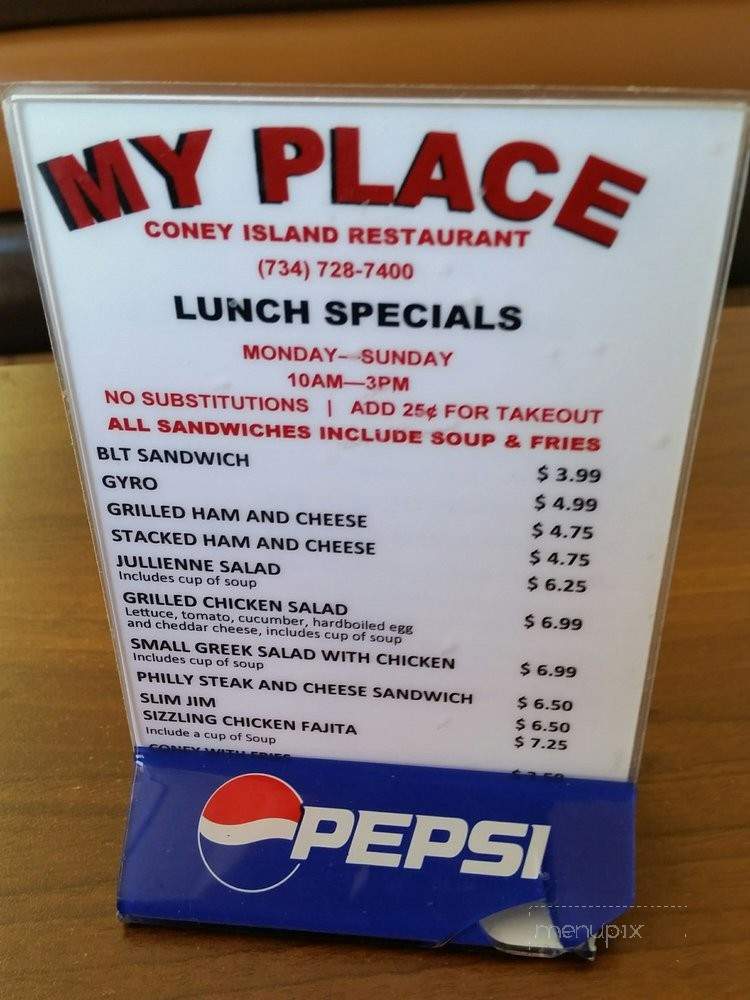 MY PLACE
CONEY ISLAND RESTAURANT
(734) 728-7400
LUNCH SPECIALS
MONDAY- SUNDAY
10AM—3PM
NO SUBSTITUTIONS | ADD 25¢ FOR TAKEOUT
ALL SANDWICHES INCLUDE SOUP & FRIES
BLT SANDWICH $ 3.99
GYRO $ 4.99
GRILLED HAM AND CHEESE $ 4.75
STACKED HAM AND CHEESE $ 4.75
JULLIENNE SALAD $ 6.25
Includes cup of soup
GRILLED CHICKEN SALAD $ 6.99
Lettuce, tomato, cucumber, hardboiled egg
and cheddar cheese, includes cup of soup
SMALL GREEK SALAD WITH CHICKEN $ 6.99
Includes cup of soup
PHILLY STEAK AND CHEESE SANDWICH $ 6.50
SLIM JIM $ 6.50
SIZZLING CHICKEN FAJITA $ 7.25
Include a cup of Soup
CONEY WITH FRIES
PEPSI
menupix